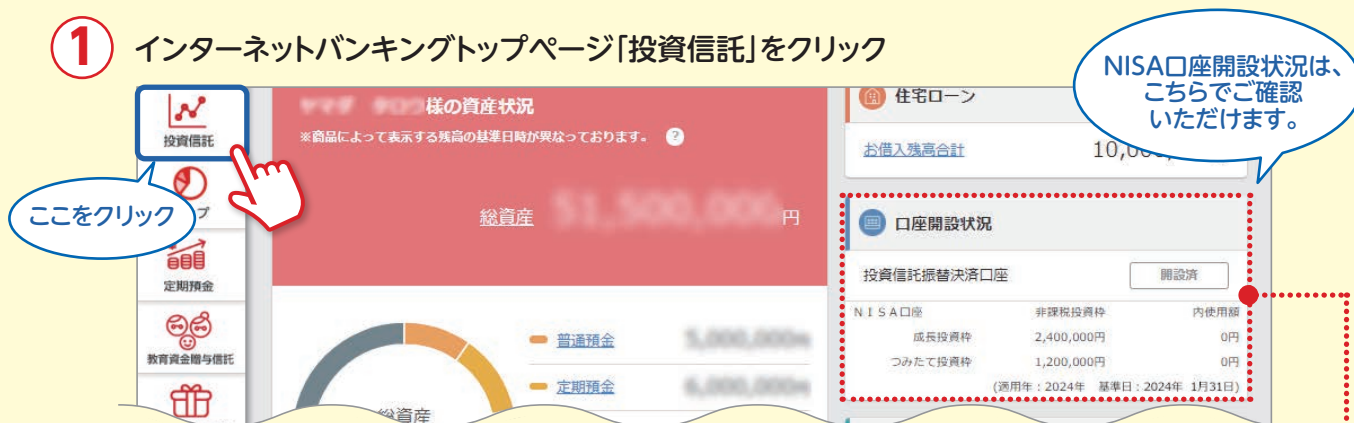 1 インターネットバンキングトップページ「投資信託」をクリック
NISA口座開設状況は、
こちらでご確認
いただけます。
投資信託
ここをクリック
プ
定期預金
教育資金贈与信託
様の資産状況
※商品によって表示する残高の基準日時が異なっております。 ?
総資産 円
普通預金
定期預金
総資産
住宅ローン
お借入残高合計 10,0
口座開設状況
投資信託振替決済口座 開設済
NISA口座 非課税投資枠 内使用額
成長投資枠 2,400,000円 0円
つみたて投資枠 1,200,000円 0円
(適用年:2024年 基準日:2024年 1月31日)